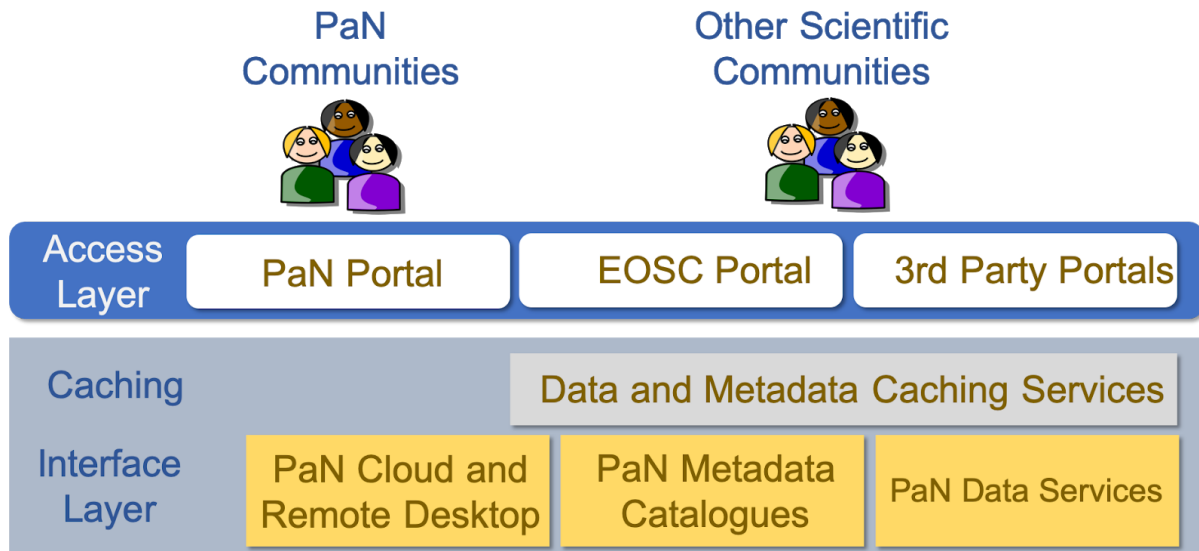 PaN
Communities
Other Scientific
Communities
Access
Layer
PaN Portal
EOSC Portal
3rd Party Portals
Caching
Data and Metadata Caching Services
Interface
Layer
PaN Cloud and
Remote Desktop
PaN Metadata
Catalogues
PaN Data Services